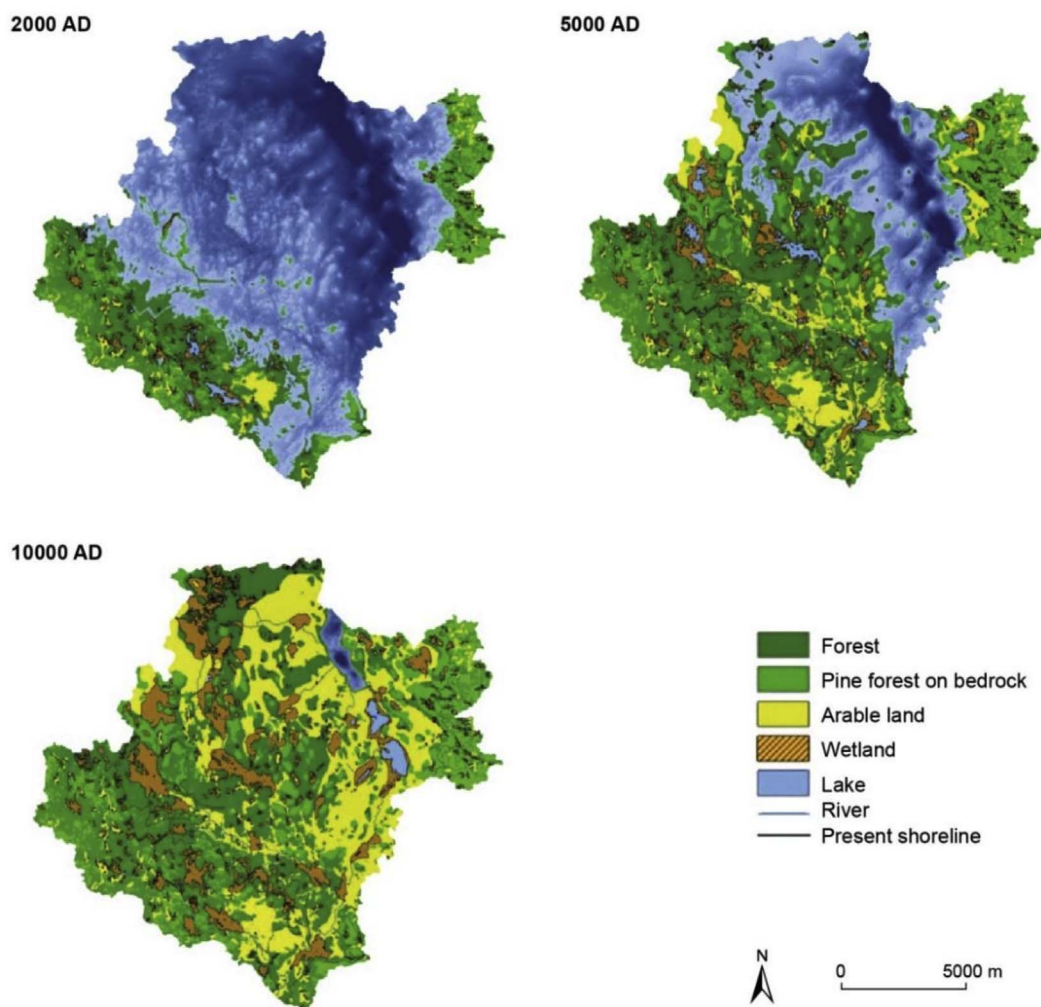 2000 AD
5000 AD
10000 AD
Forest
Pine forest on bedrock
Arable land
Wetland
Lake
River
Present shoreline
N
0
5000 m